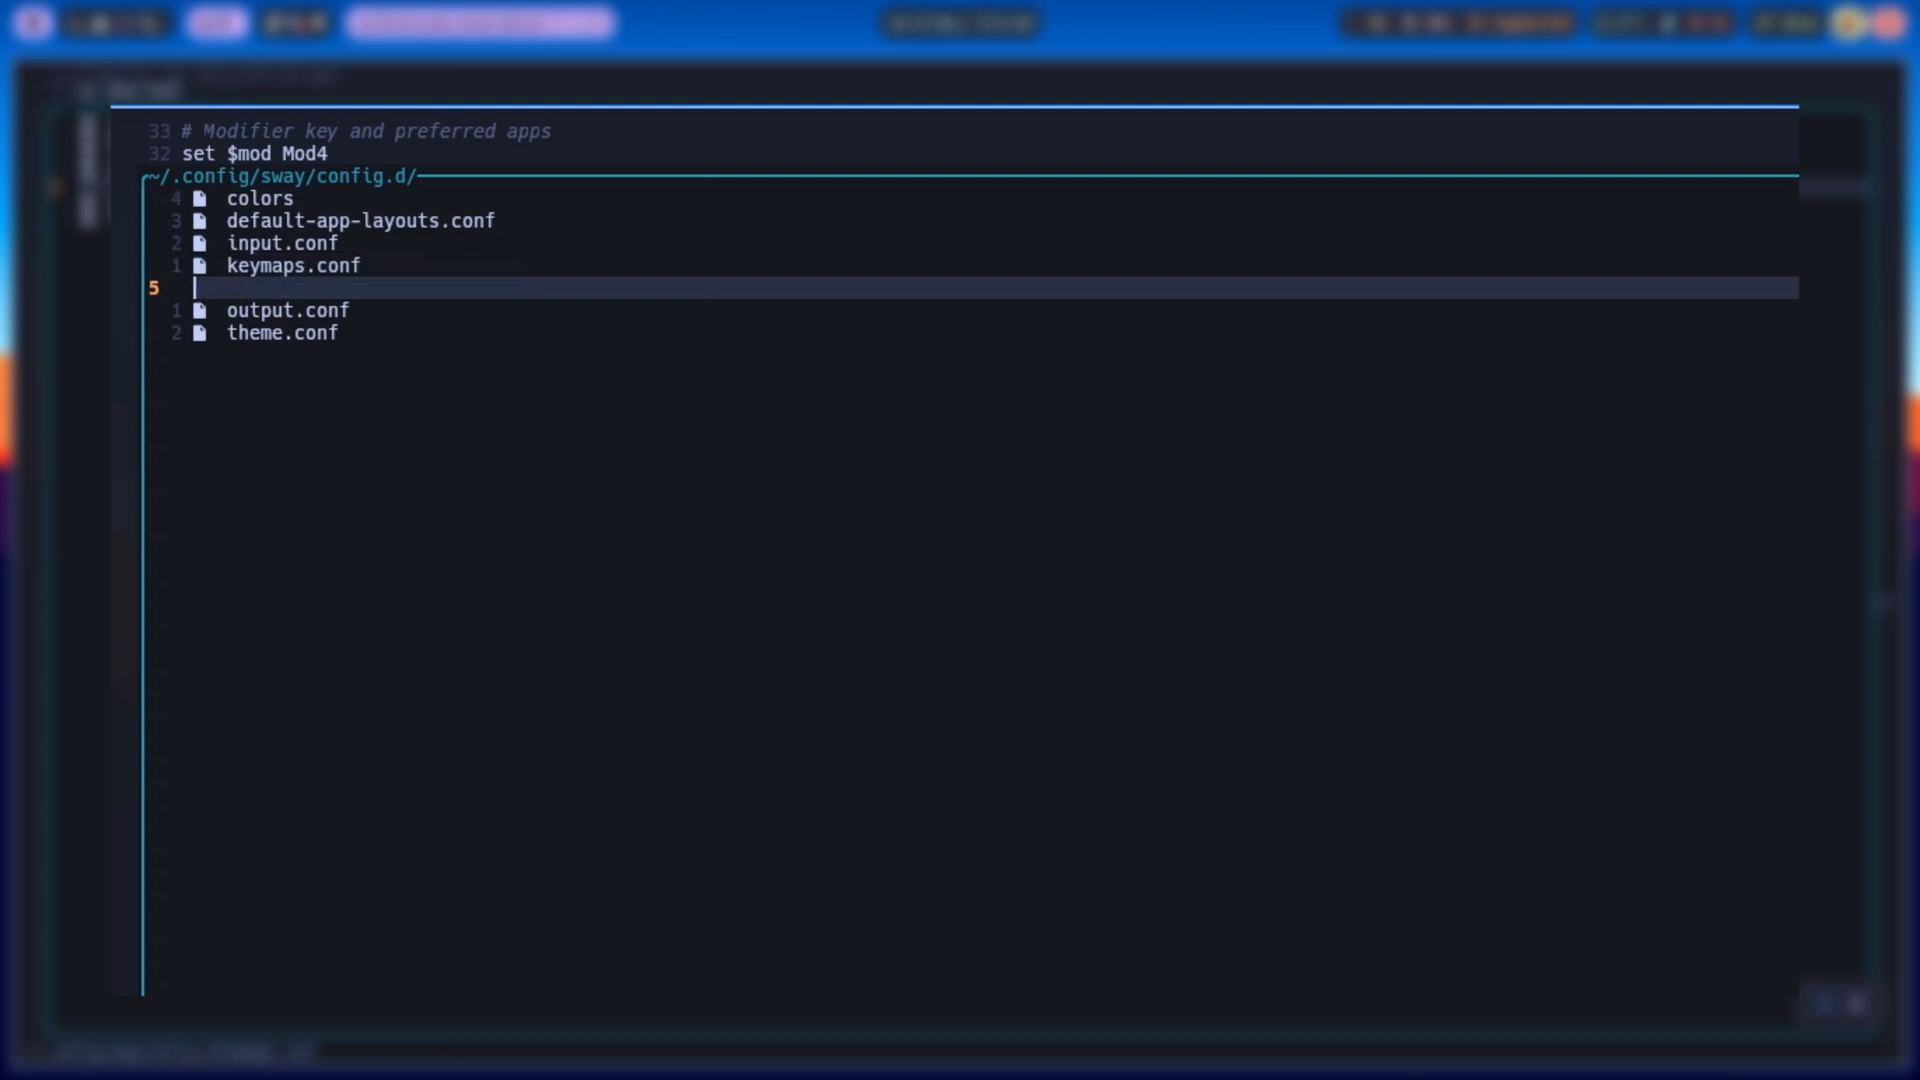 33 # Modifier key and preferred apps
32 set $mod Mod4
~/.config/sway/config.d/
4 colors
3 default-app-layouts.conf
2 input.conf
1 keymaps.conf
5
1 output.conf
2 theme.conf